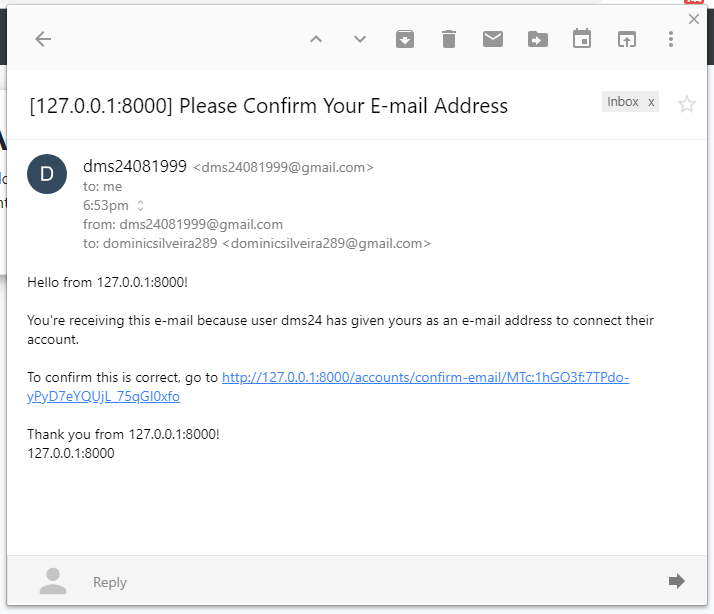 [127.0.0.1:8000] Please Confirm Your E-mail Address
Inbox x
D
dms24081999 <dms24081999@gmail.com>
to: me
6:53pm
from: dms24081999@gmail.com
to: dominicsilveira289 <dominicsilveira289@gmail.com>
Hello from 127.0.0.1:8000!
You're receiving this e-mail because user dms24 has given yours as an e-mail address to connect their
account.
To confirm this is correct, go to http://127.0.0.1:8000/accounts/confirm-email/MTc:1hGO3f:7TPdo-
yPyD7eYQUjL_75qGl0xfo
Thank you from 127.0.0.1:8000!
127.0.0.1:8000
Reply